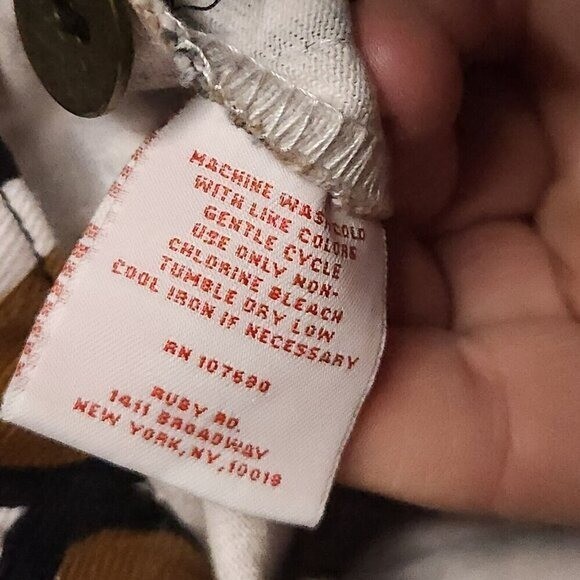 MACHINE WASH COLD
WITH LIKE COLORS
GENTLE CYCLE
USE ONLY NON-
CHLORINE BLEACH
TUMBLE DRY LOW
COOL IRON IF NECESSARY
RN 107690
RUBY RD.
1411 BROADWAY
NEW YORK, NY, 10018